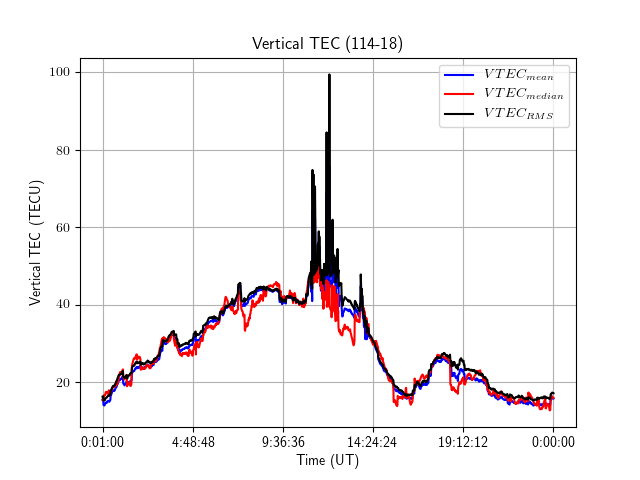 Vertical TEC (114-18)
100
80
60
40
20
Vertical TEC (TECU)
VTEC_mean
VTEC_median
VTEC_RMS
0:01:00 4:48:48 9:36:36 14:24:24 19:12:12 0:00:00
Time (UT)